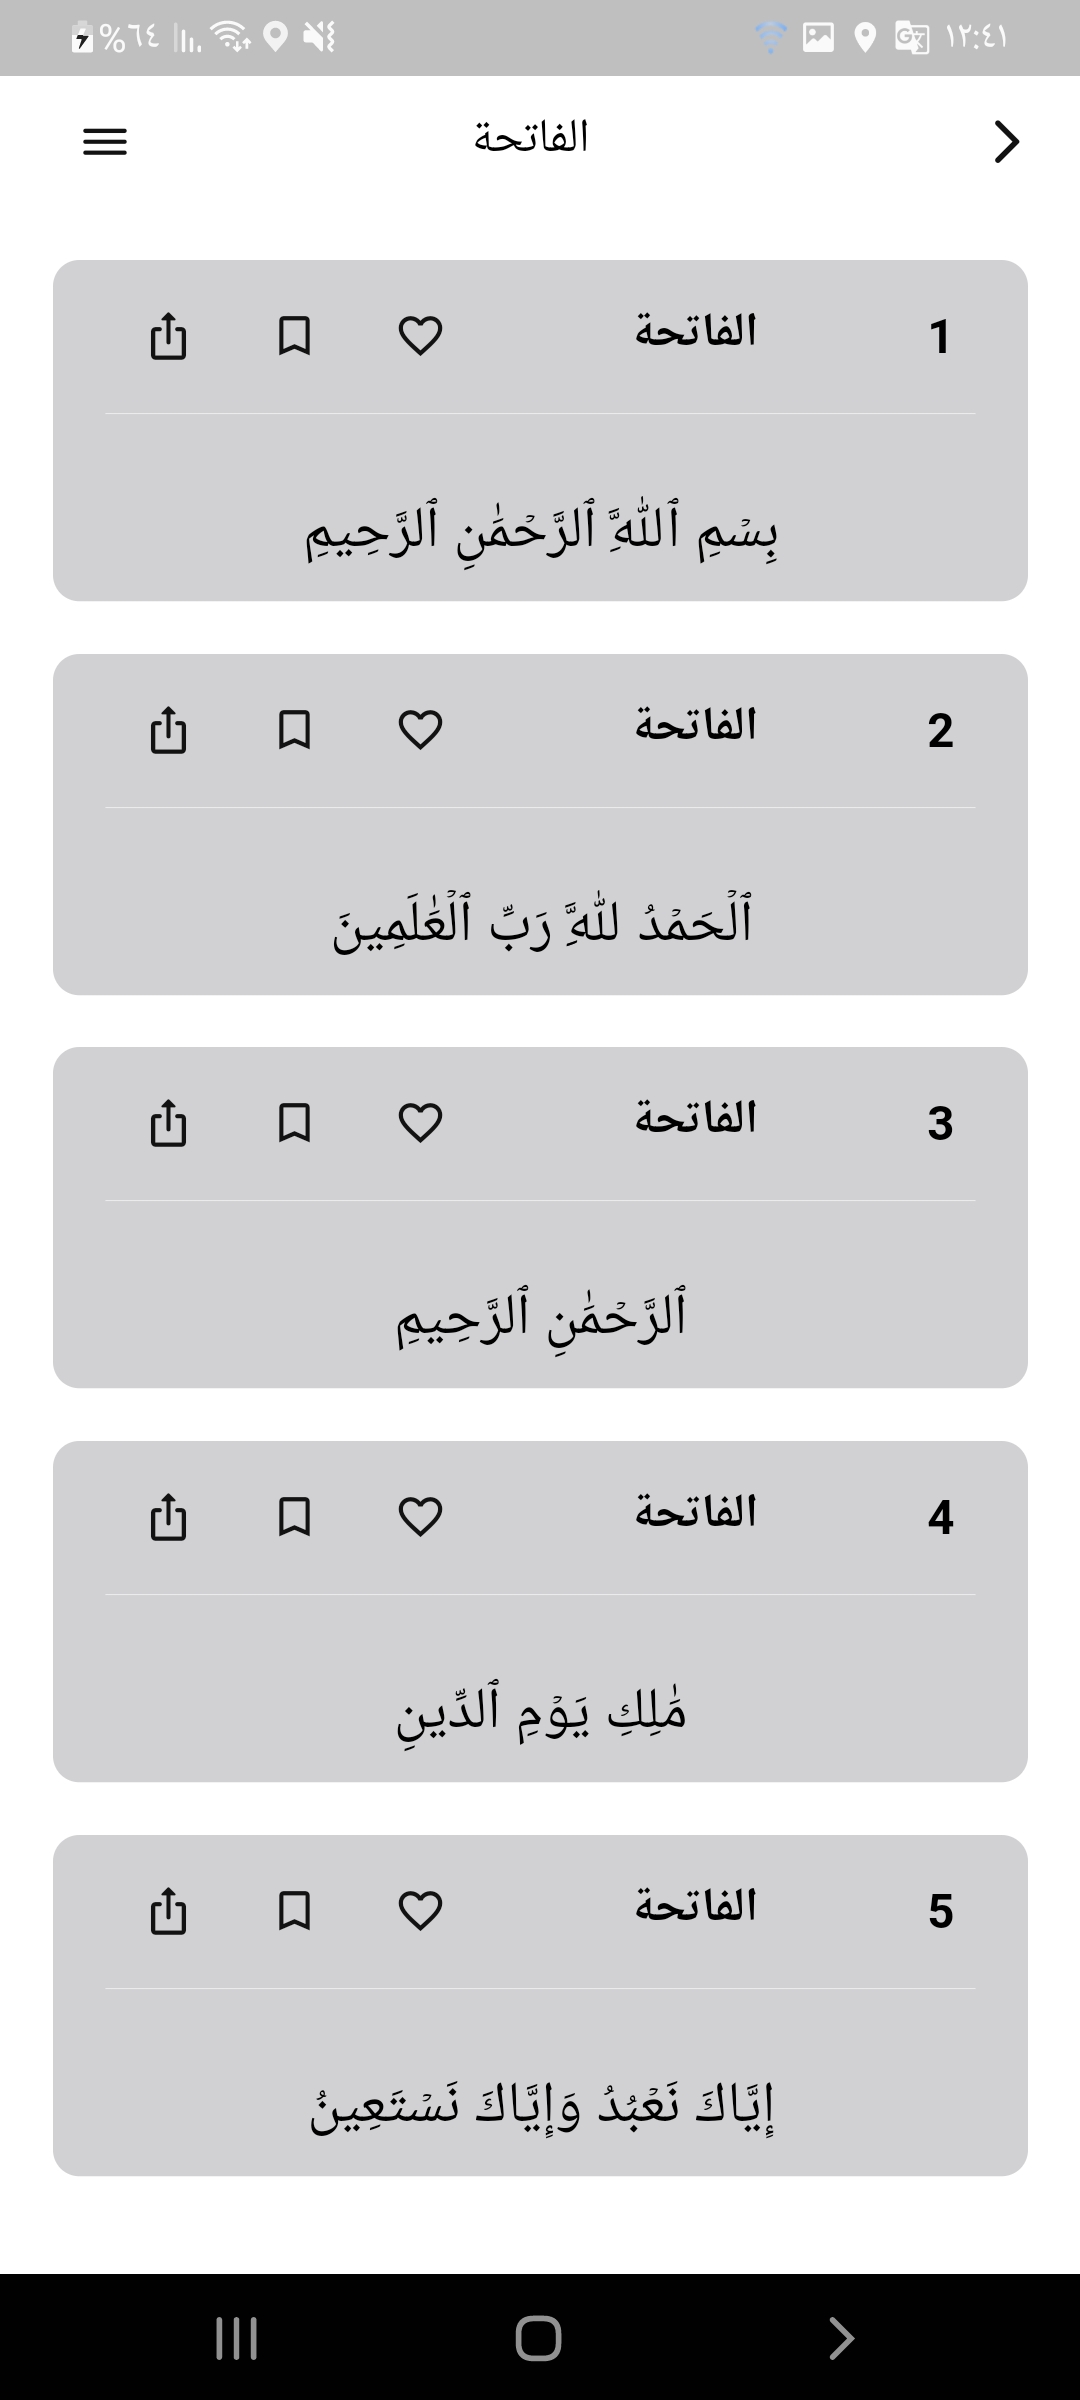 ١٢:٤١ %٦٤
الفاتحة
1 الفاتحة
بِسۡمِ ٱللَّهِ ٱلرَّحۡمَٰنِ ٱلرَّحِيمِ
2 الفاتحة
ٱلۡحَمۡدُ لِلَّهِ رَبِّ ٱلۡعَٰلَمِينَ
3 الفاتحة
ٱلرَّحۡمَٰنِ ٱلرَّحِيمِ
4 الفاتحة
مَٰلِكِ يَوۡمِ ٱلدِّينِ
5 الفاتحة
إِيَّاكَ نَعۡبُدُ وَإِيَّاكَ نَسۡتَعِينُ